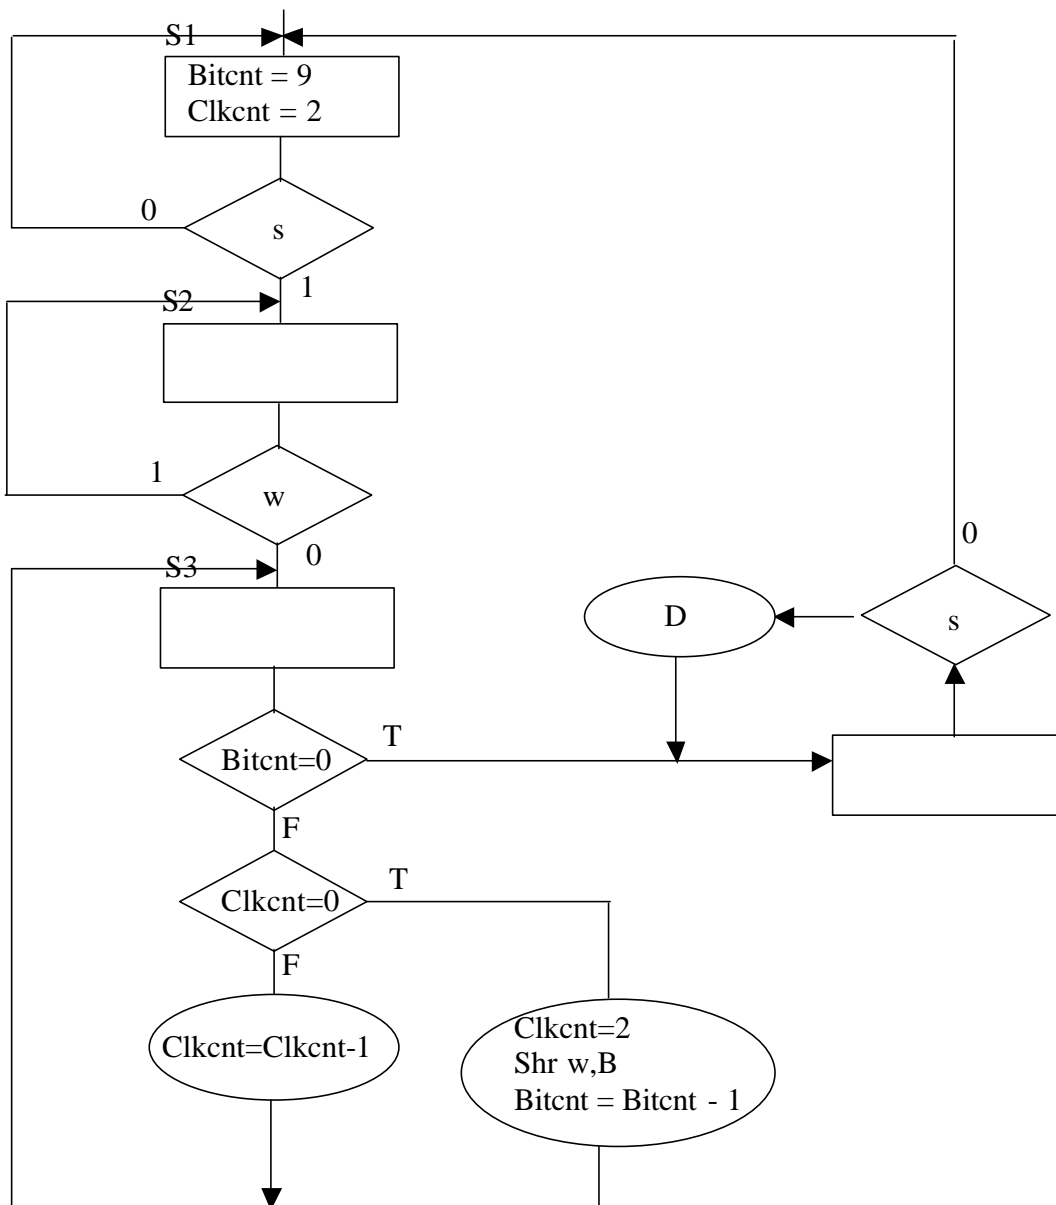 S1
Bitcnt = 9
Clkcnt = 2
0
s
1
S2
1
w
0
S3
0
D
s
T
Bitcnt=0
F
T
Clkcnt=0
F
Clkcnt=Clkcnt-1
Clkcnt=2
Shr w,B
Bitcnt = Bitcnt - 1